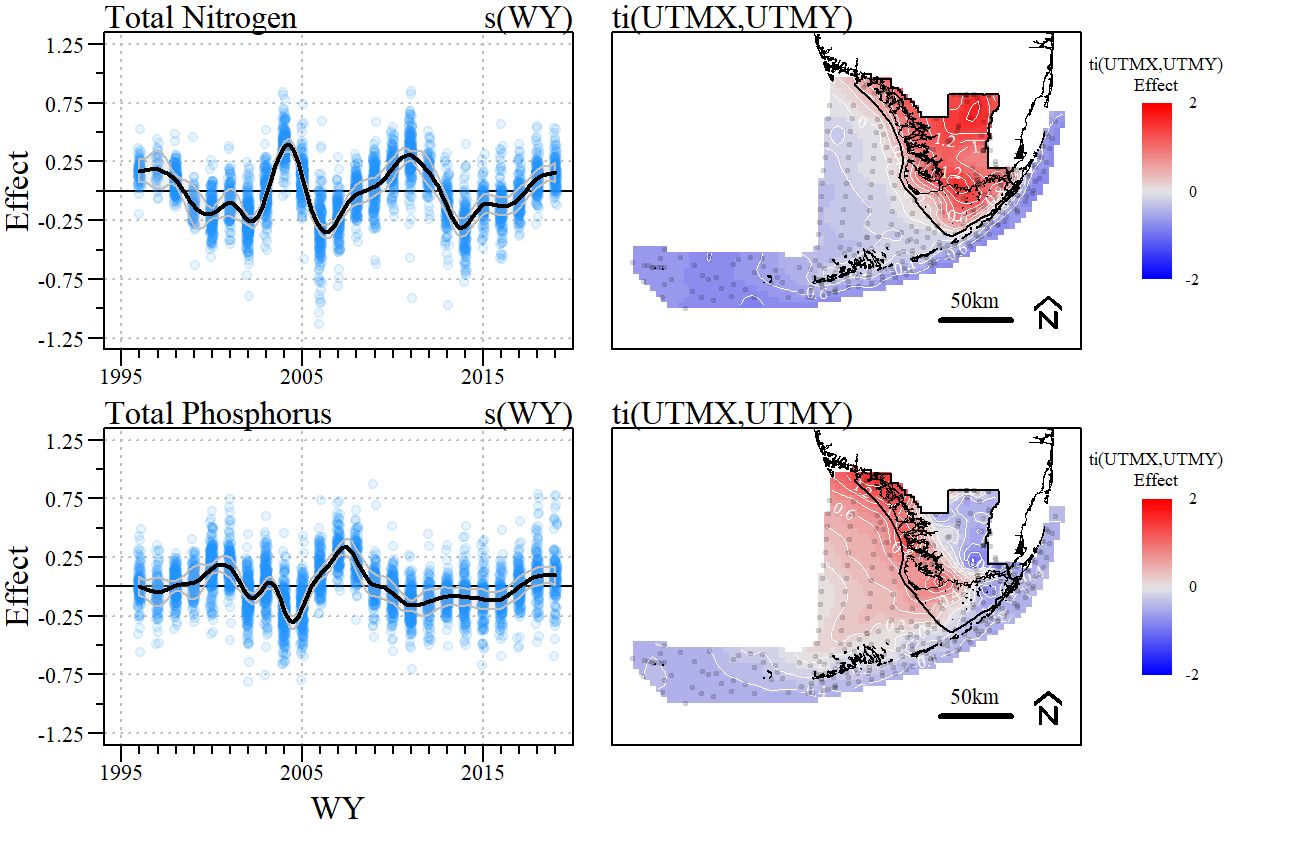 Total Nitrogen s(WY)
ti(UTMX,UTMY)
1.25
0.75
0.25
-0.25
-0.75
-1.25
Effect
1995 2005 2015
50km
N
ti(UTMX,UTMY)
Effect
2
0
-2
Total Phosphorus s(WY)
ti(UTMX,UTMY)
1.25
0.75
0.25
-0.25
-0.75
-1.25
Effect
1995 2005 2015
WY
0.6
50km
N
ti(UTMX,UTMY)
Effect
2
0
-2